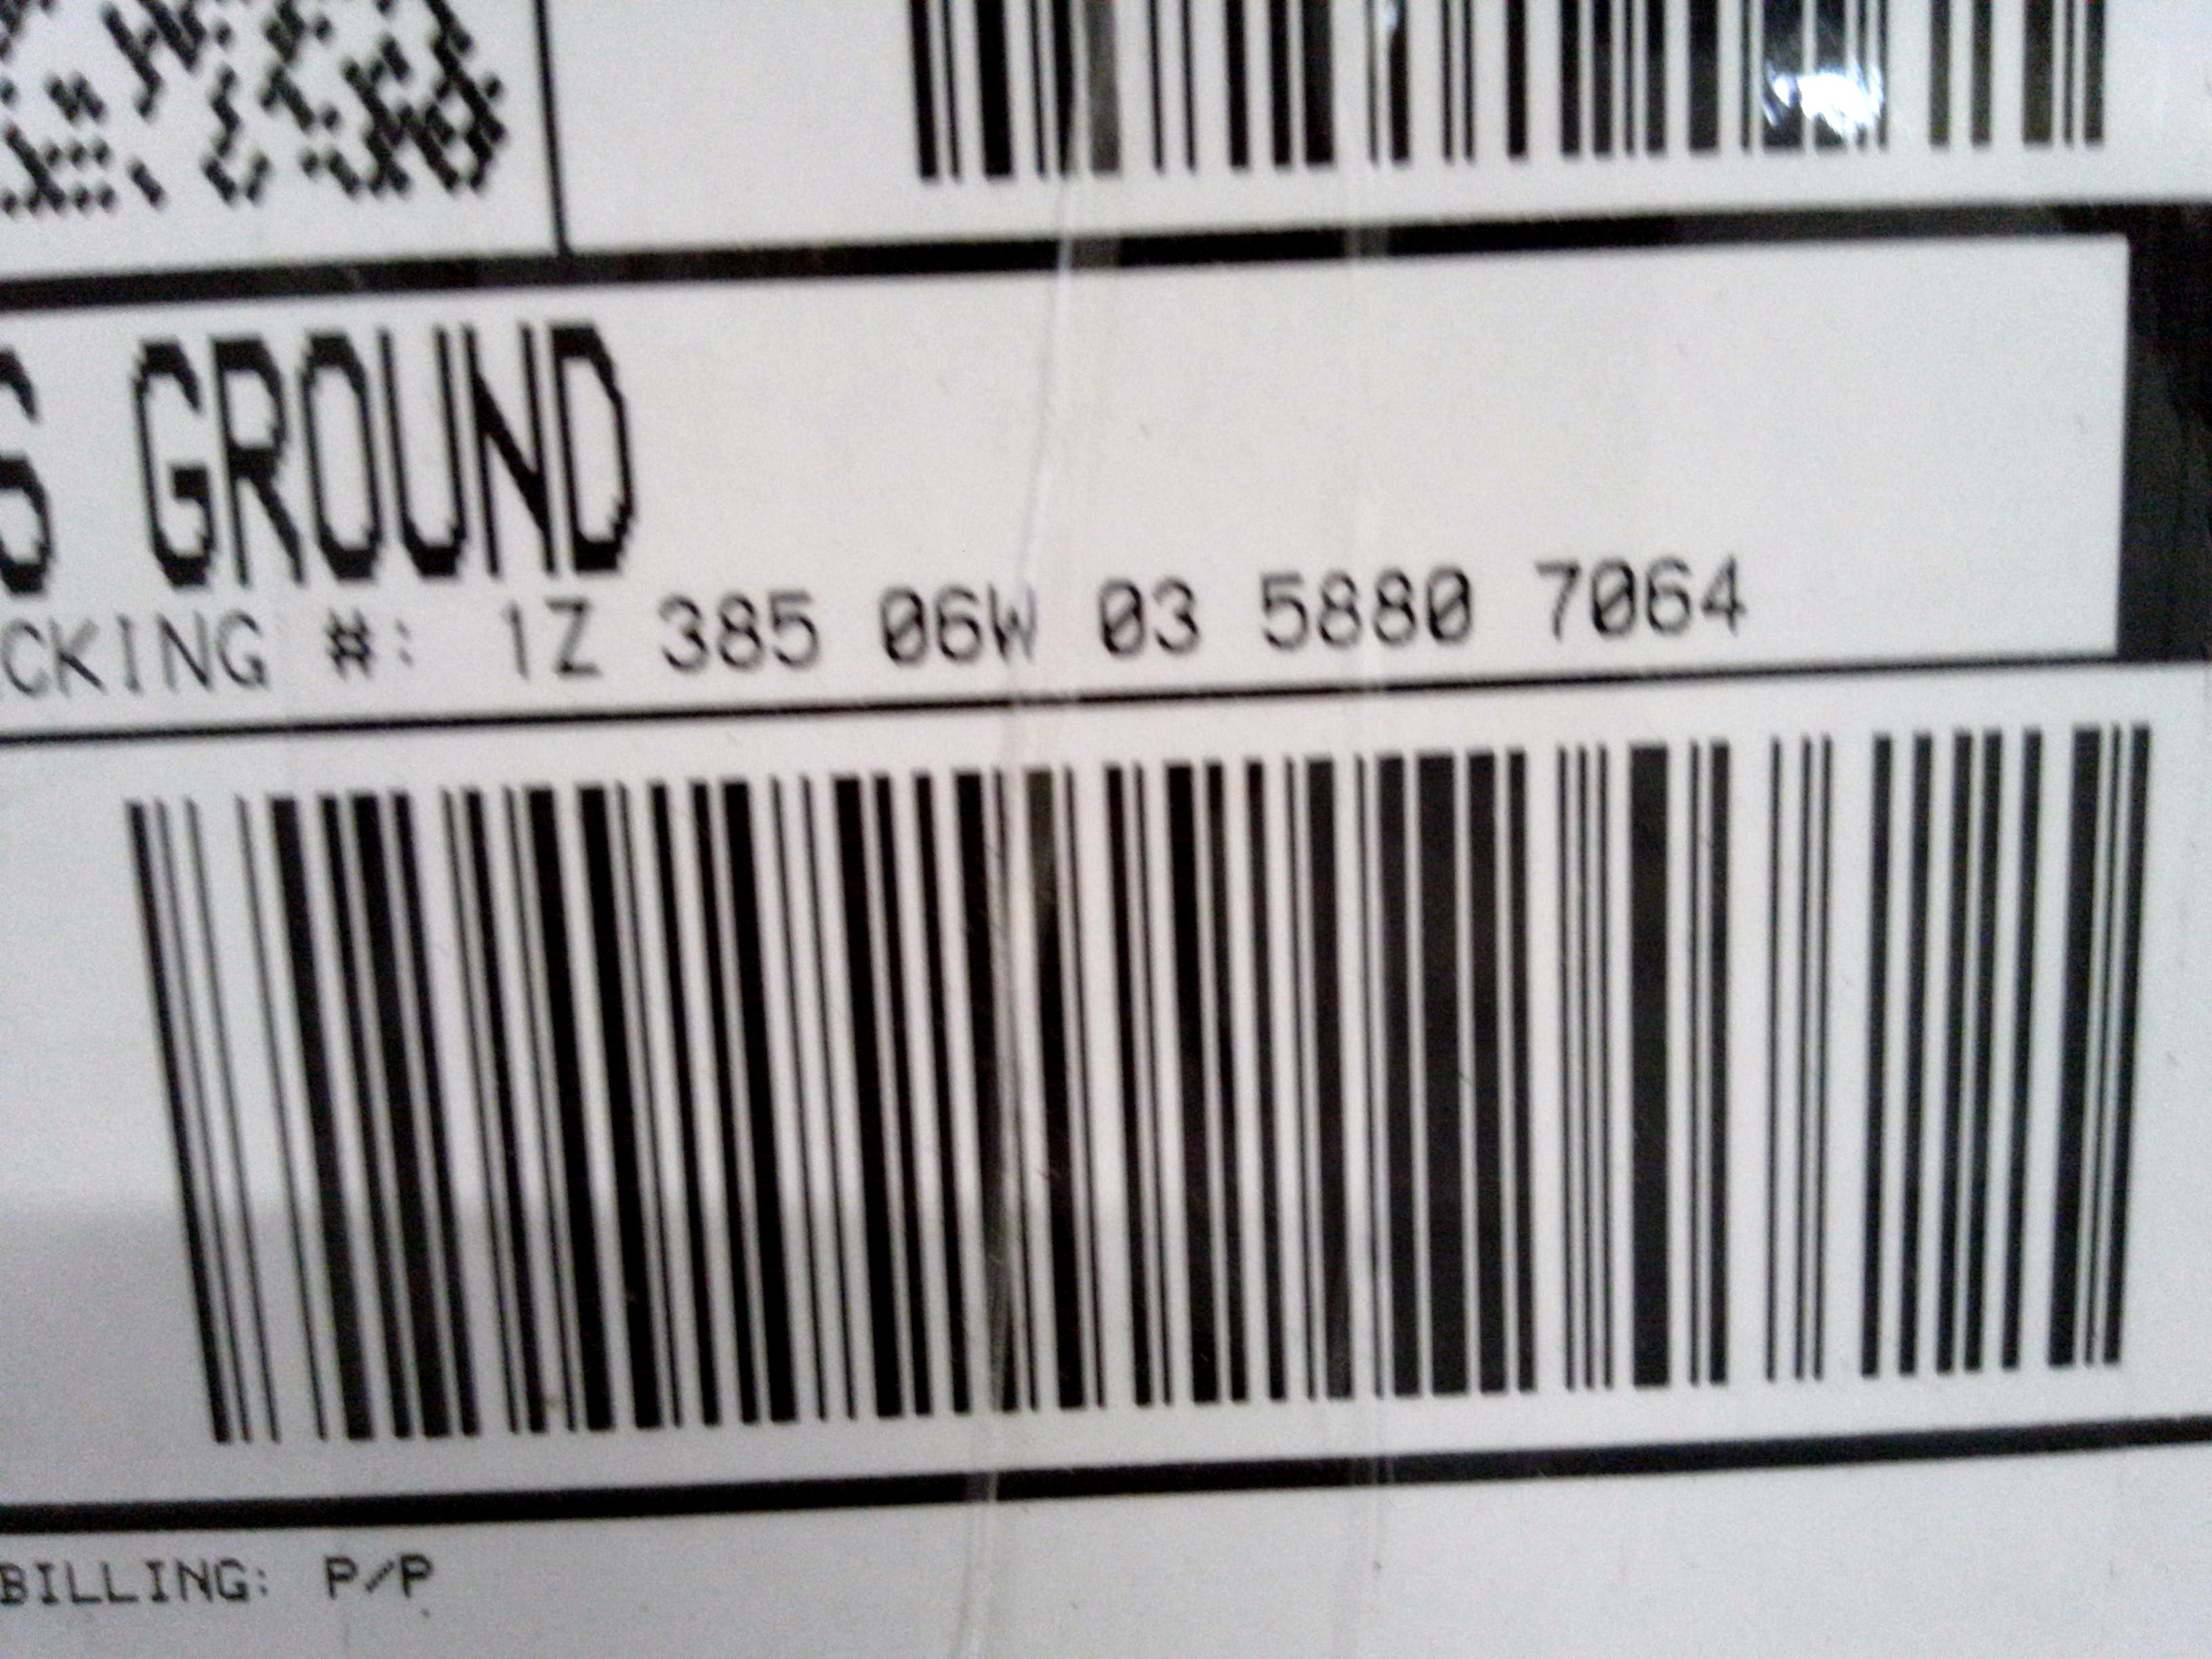 S GROUND
CKING #: 1Z 385 06W 03 5880 7064
BILLING: P/P